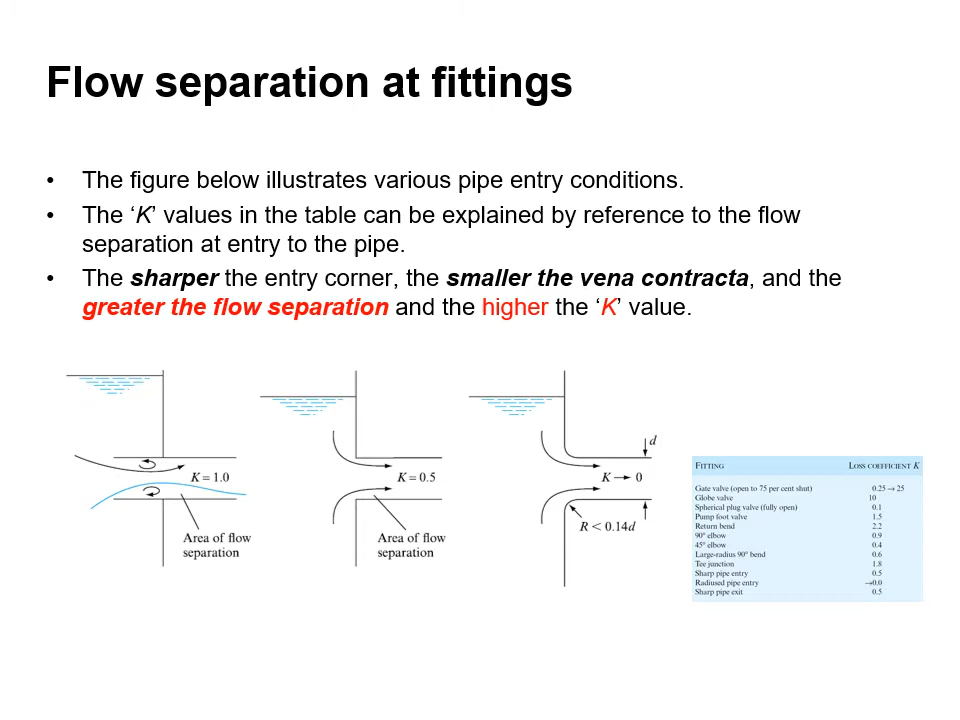 Flow separation at fittings
• The figure below illustrates various pipe entry conditions.
• The ‘K’ values in the table can be explained by reference to the flow
separation at entry to the pipe.
• The sharper the entry corner, the smaller the vena contracta, and the
greater the flow separation and the higher the ‘K’ value.
K = 1.0
Area of flow
separation
K = 0.5
Area of flow
separation
d
K → 0
R < 0.14d
FITTING LOSS COEFFICIENT K
Gate valve (open to 75 per cent shut) 0.25 → 25
Globe valve 10
Spherical plug valve (fully open) 0.1
Pump foot valve 1.5
Return bend 2.2
90° elbow 0.9
45° elbow 0.4
Large-radius 90° bend 0.6
Tee junction 1.8
Sharp pipe entry 0.5
Radiused pipe entry →0.0
Sharp pipe exit 0.5